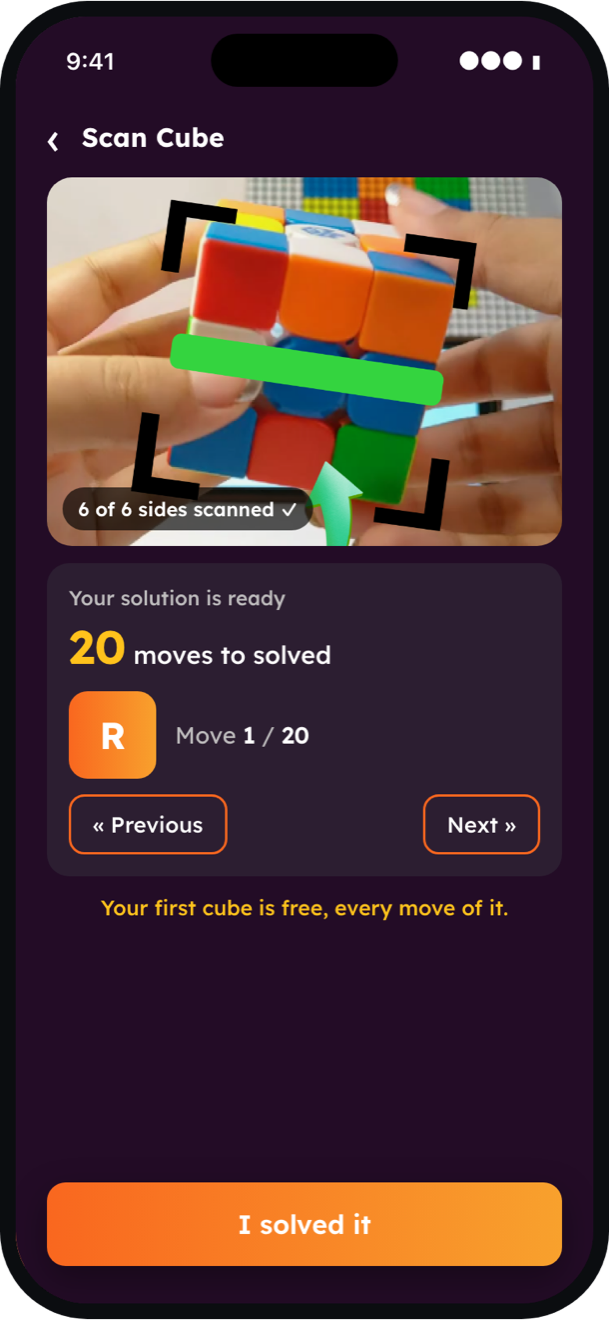 9:41
‹ Scan Cube
6 of 6 sides scanned ✓
Your solution is ready
20 moves to solved
R
Move 1 / 20
« Previous
Next »
Your first cube is free, every move of it.
I solved it